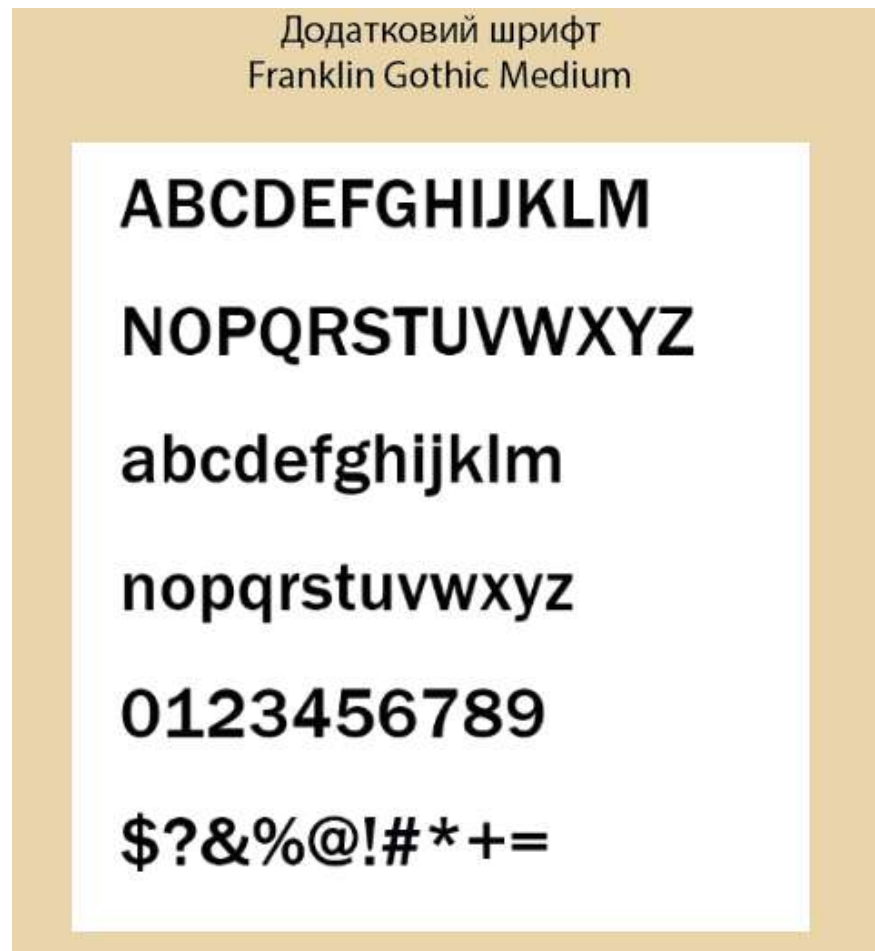 Додатковий шрифт
Franklin Gothic Medium
ABCDEFGHIJKLM
NOPQRSTUVWXYZ
abcdefghijklm
nopqrstuvwxyz
0123456789
$?&%@!#*+=